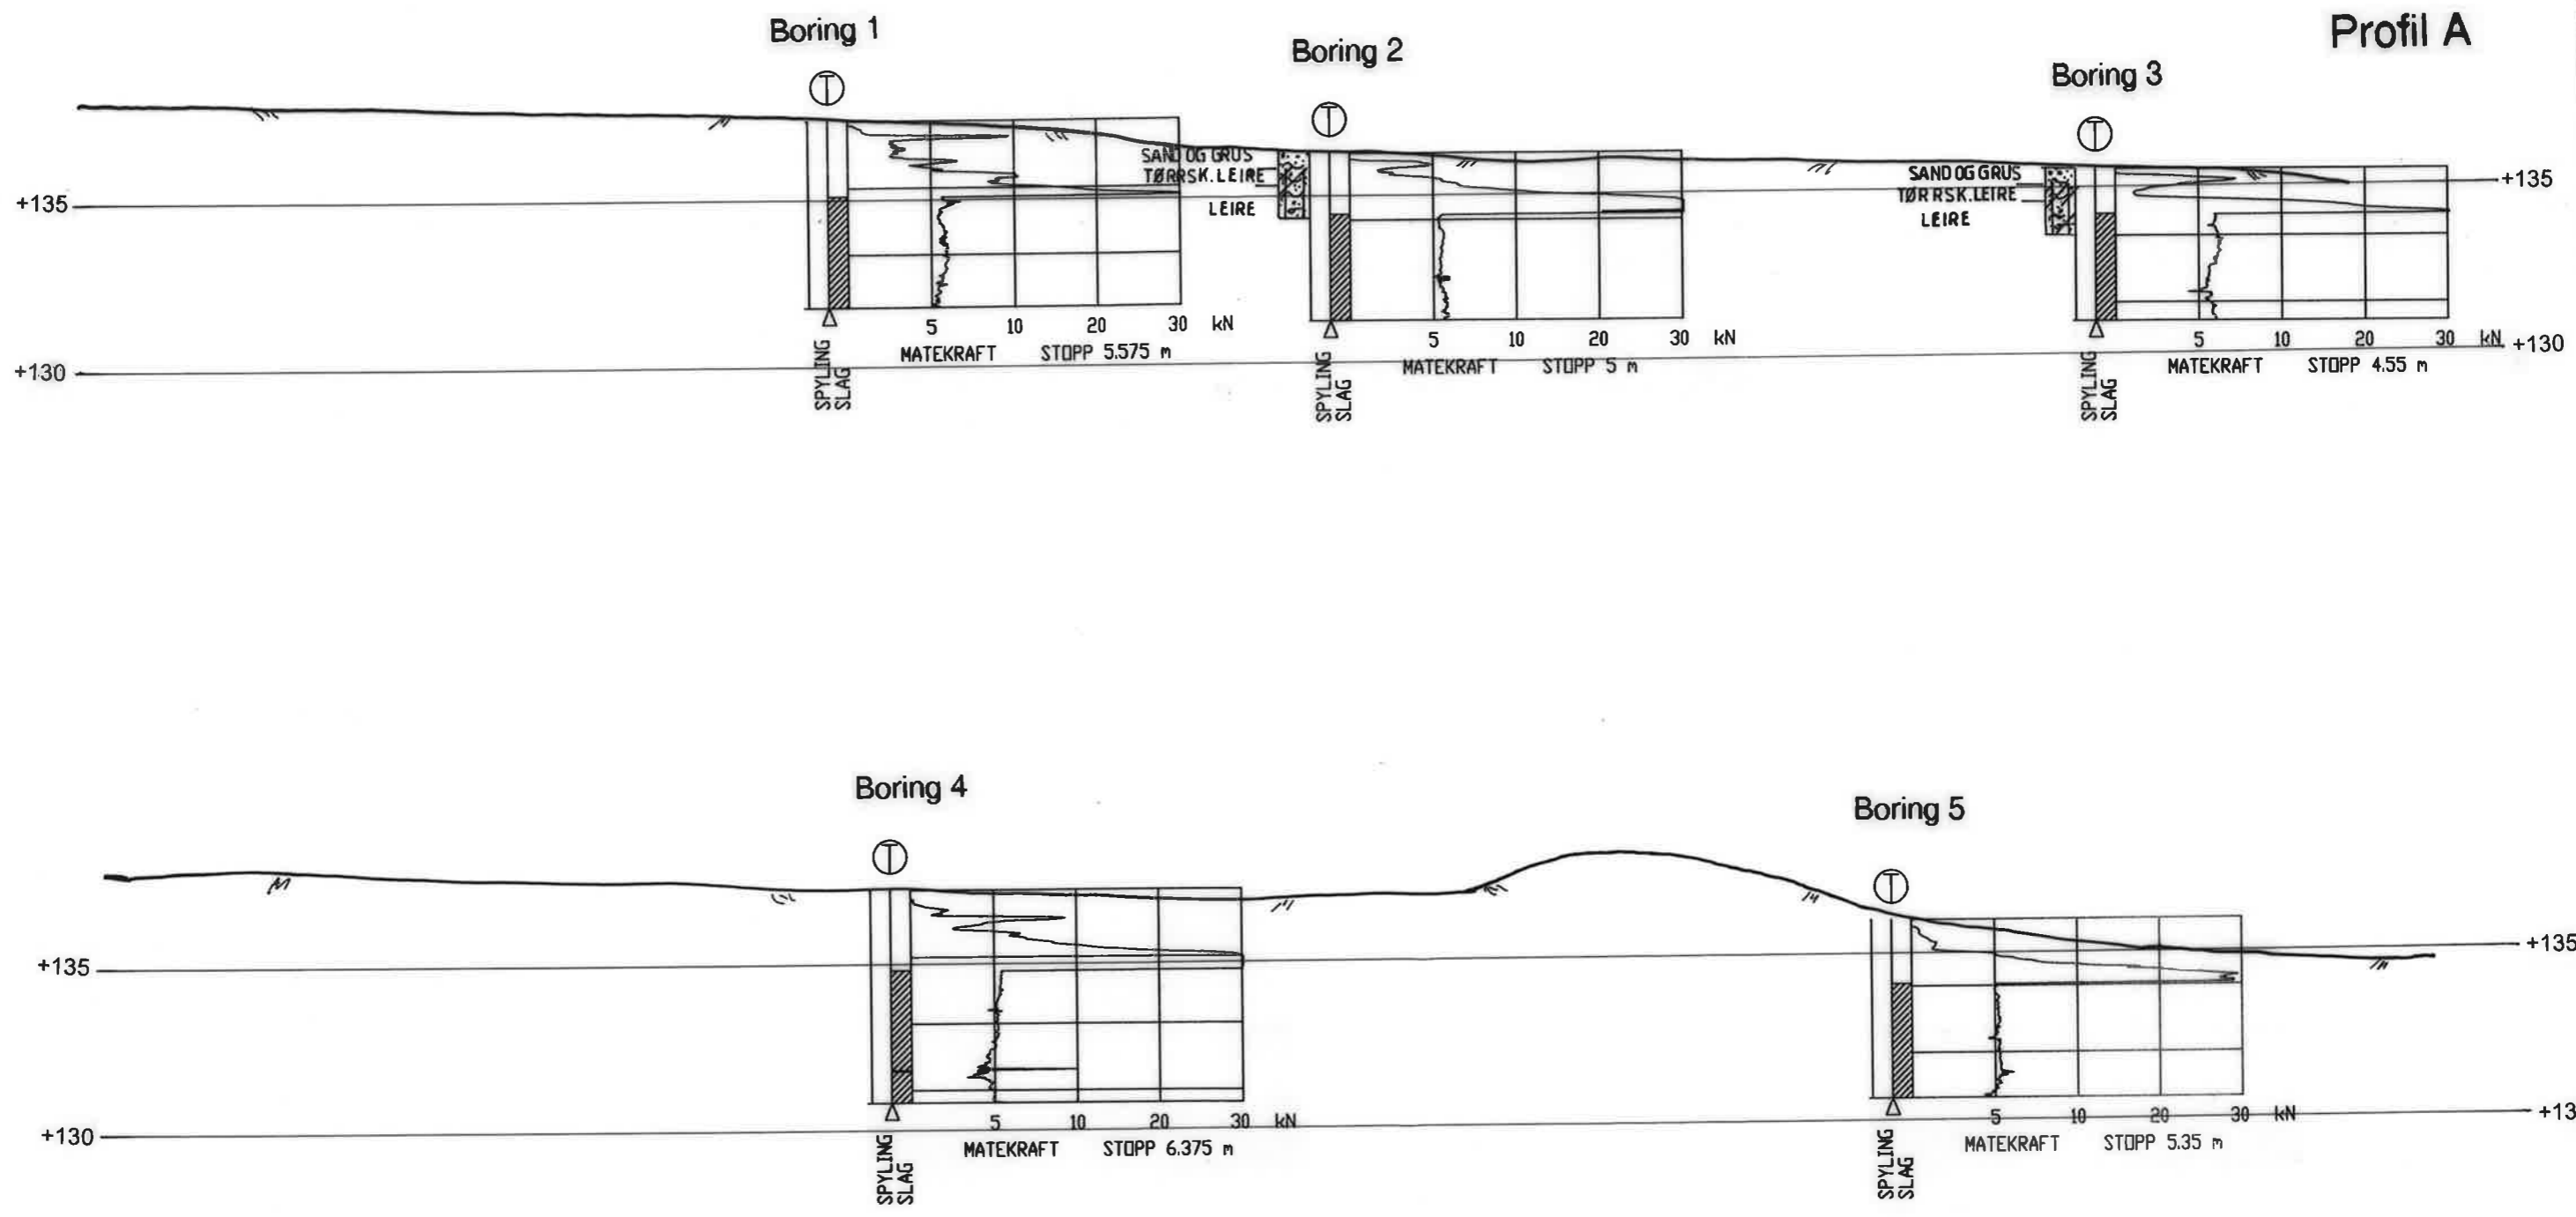 Profil A
Boring 1
Boring 2
Boring 3
T
T
T
+135
+135
SAND OG GRUS
TØRRSK. LEIRE
LEIRE
SAND OG GRUS
TØRRSK. LEIRE
LEIRE
5 10 20 30 kN
MATEKRAFT STOPP 5.575 m
SPYLING
SLAG
5 10 20 30 kN
MATEKRAFT STOPP 5 m
SPYLING
SLAG
5 10 20 30 kN
MATEKRAFT STOPP 4.55 m
SPYLING
SLAG
+130
+130
Boring 4
Boring 5
T
T
+135
+135
5 10 20 30 kN
MATEKRAFT STOPP 6.375 m
SPYLING
SLAG
5 10 20 30 kN
MATEKRAFT STOPP 5.35 m
SPYLING
SLAG
+130
+13